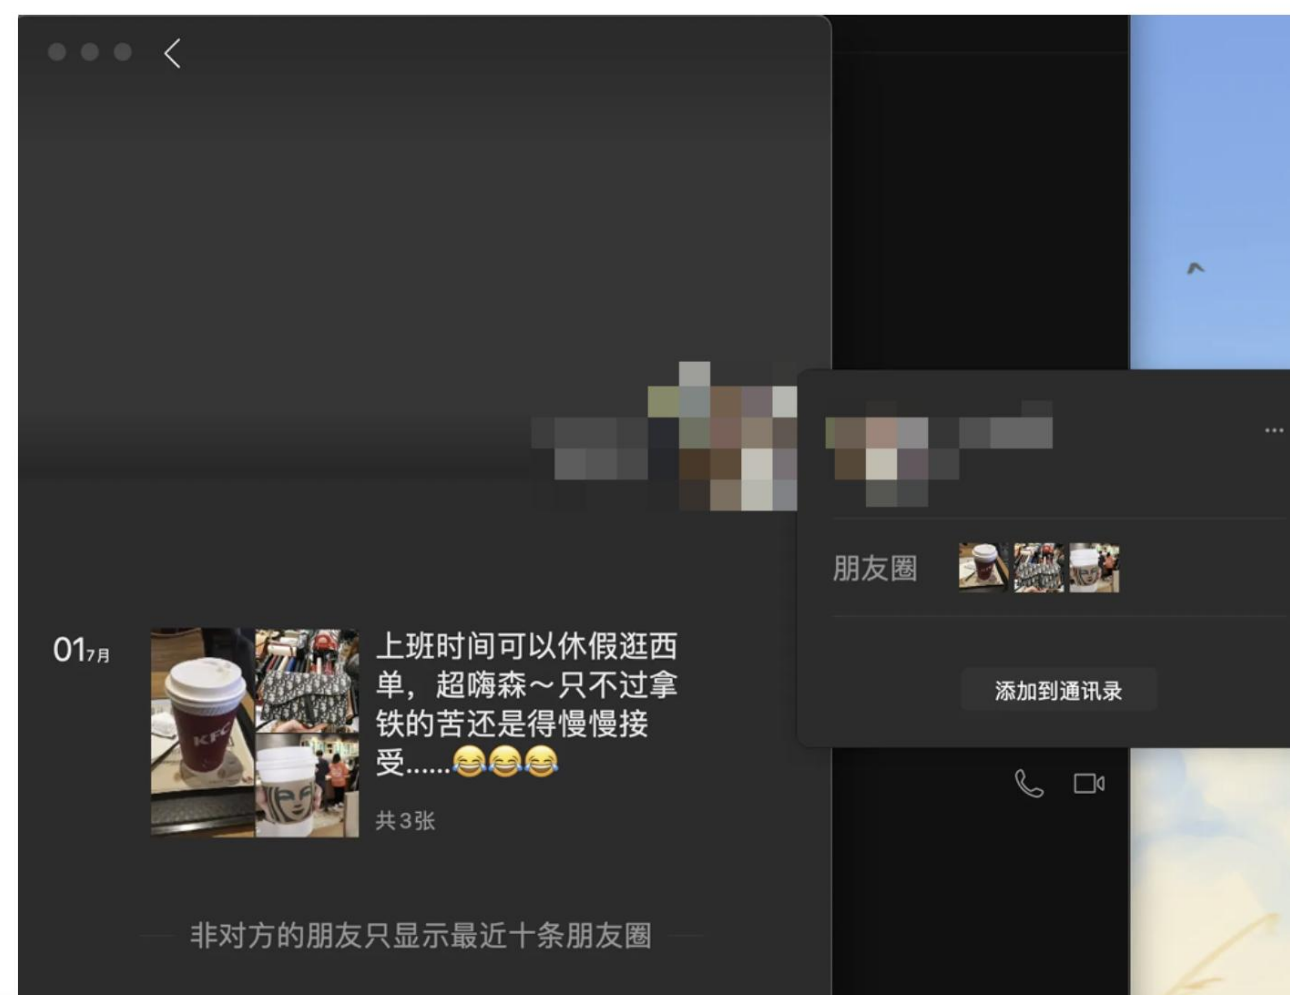 01 7月
上班时间可以休假逛西
单，超嗨森～只不过拿
铁的苦还是得慢慢接
受......😂😂😂
共3张
非对方的朋友只显示最近十条朋友圈
···
朋友圈
添加到通讯录
KFC